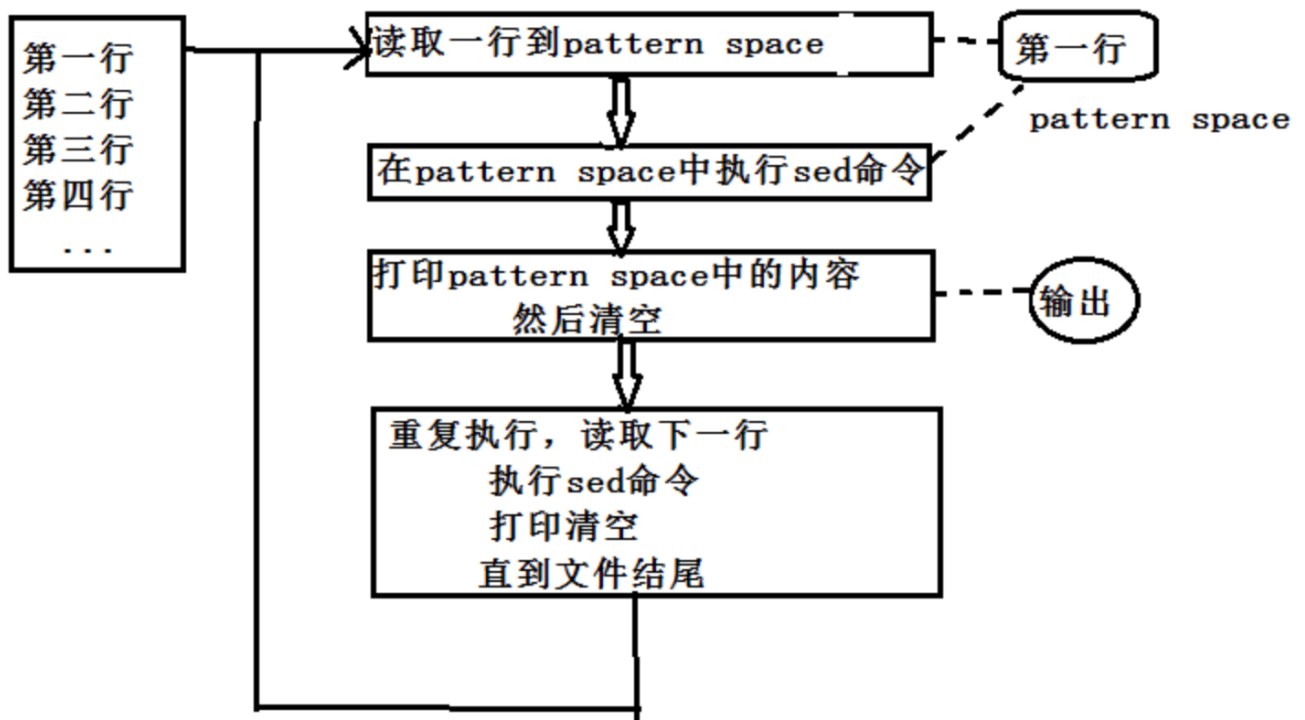 第一行
第二行
第三行
第四行
...
读取一行到pattern space
第一行
pattern space
在pattern space中执行sed命令
打印pattern space中的内容
然后清空
输出
重复执行，读取下一行
执行sed命令
打印清空
直到文件结尾